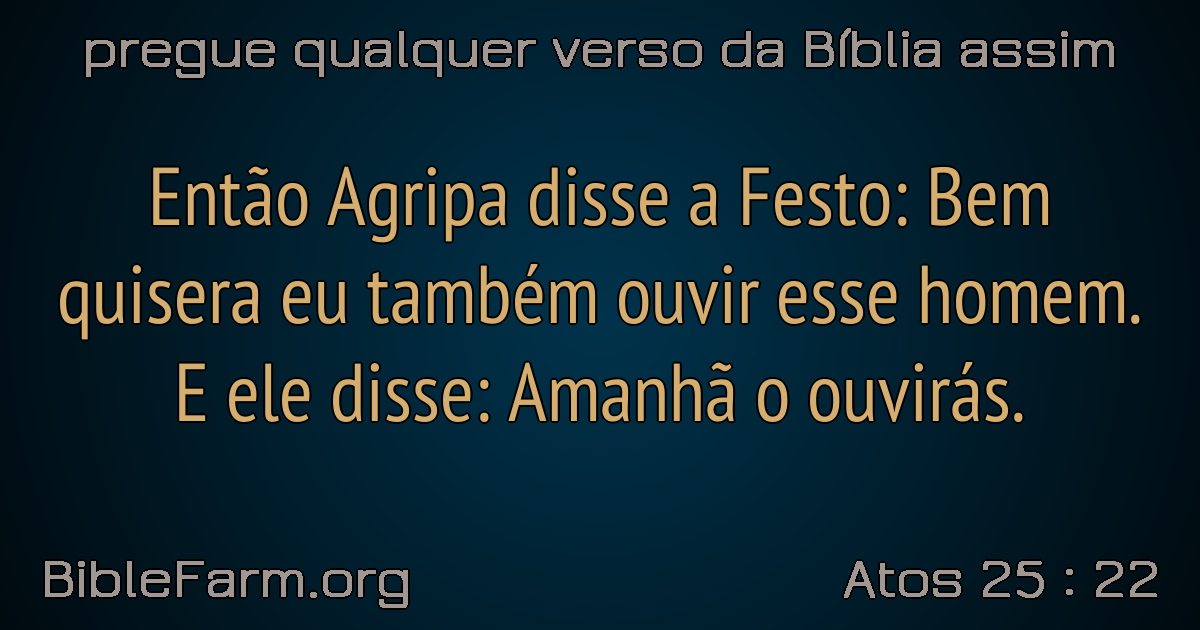 pregue qualquer verso da Bíblia assim
Então Agripa disse a Festo: Bem
quisera eu também ouvir esse homem.
E ele disse: Amanhã o ouvirás.
BibleFarm.org
Atos 25 : 22